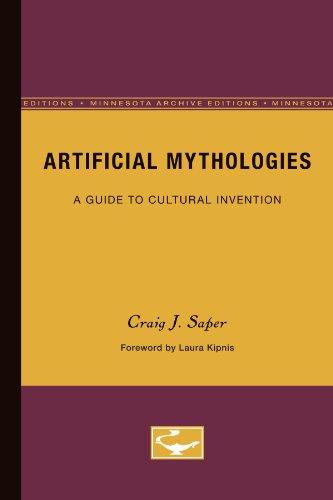 EDITIONS • MINNESOTA ARCHIVE EDITIONS • MINNESOTA
ARTIFICIAL MYTHOLOGIES
A GUIDE TO CULTURAL INVENTION
Craig J. Saper
Foreword by Laura Kipnis